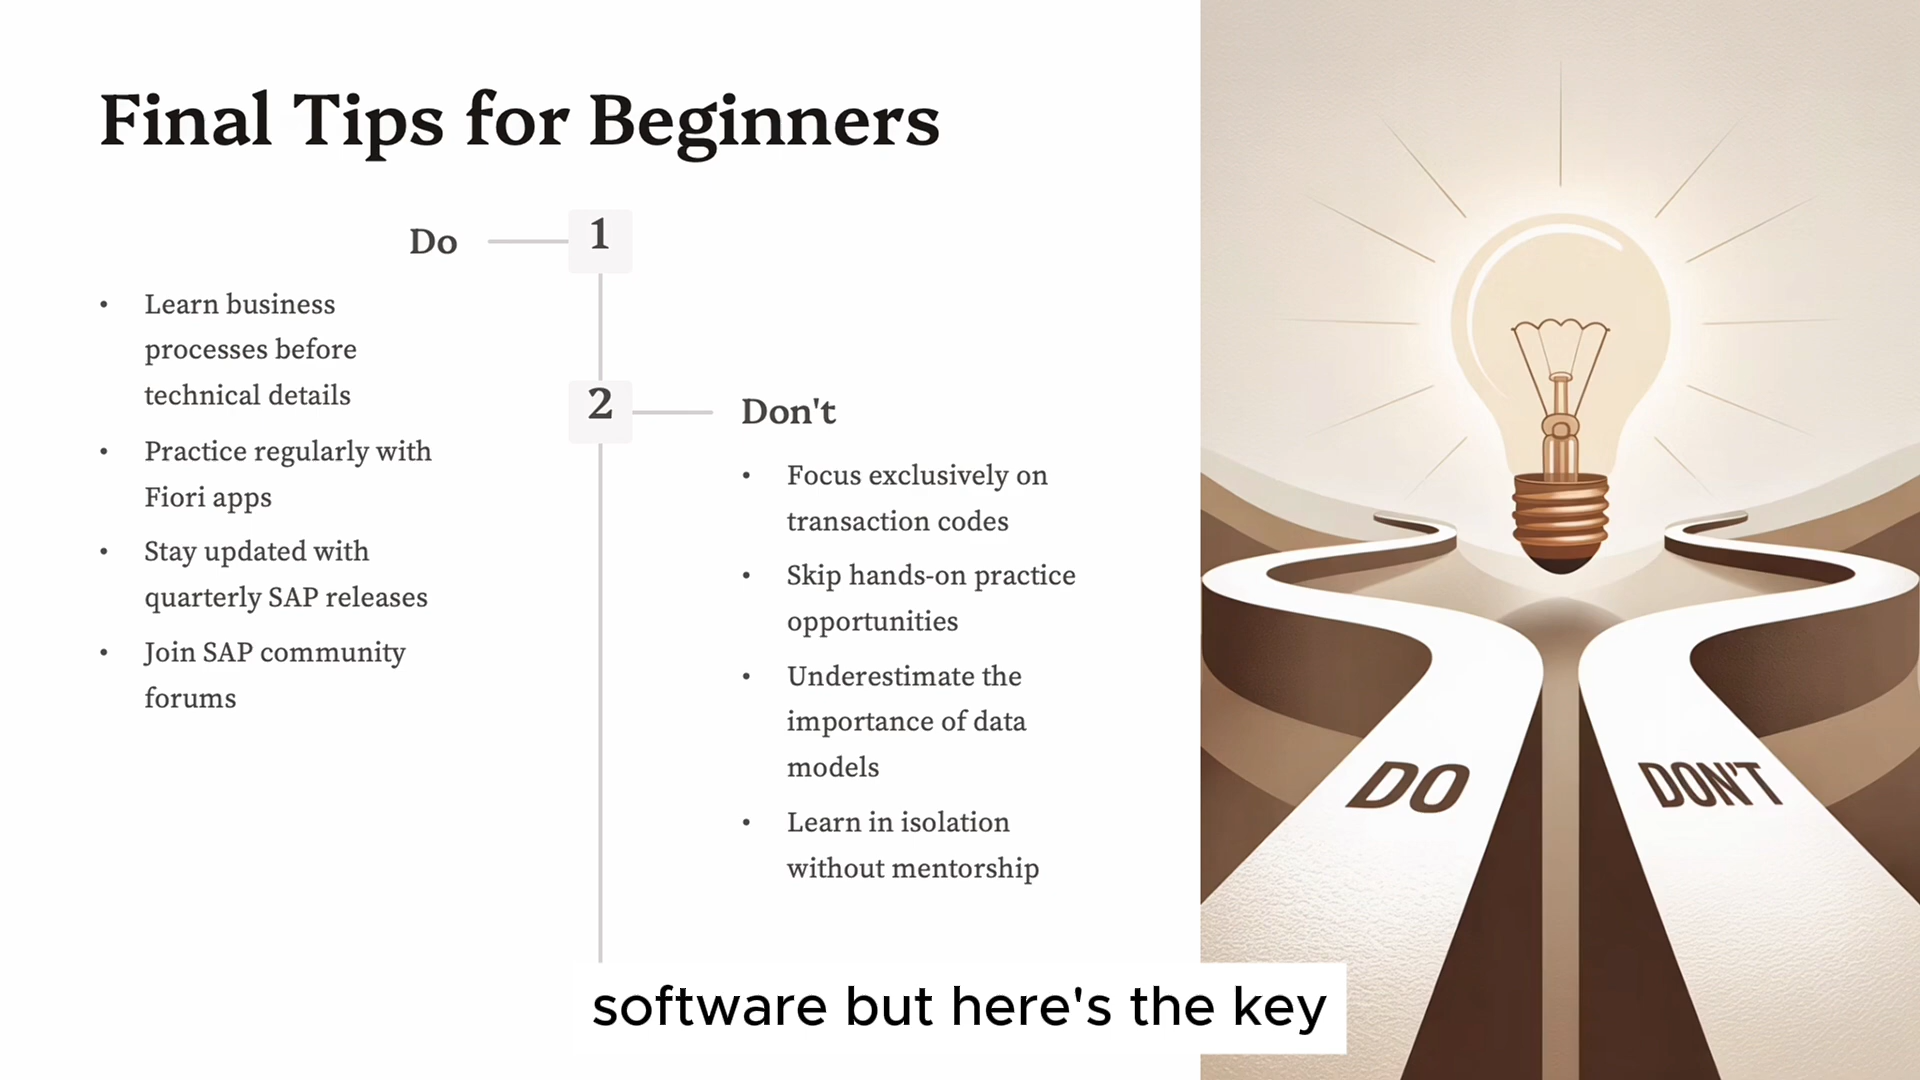 Final Tips for Beginners
Do
1
• Learn business
processes before
technical details
• Practice regularly with
Fiori apps
• Stay updated with
quarterly SAP releases
• Join SAP community
forums
2
Don't
• Focus exclusively on
transaction codes
• Skip hands-on practice
opportunities
• Underestimate the
importance of data
models
• Learn in isolation
without mentorship
DO
DON'T
software but here's the key